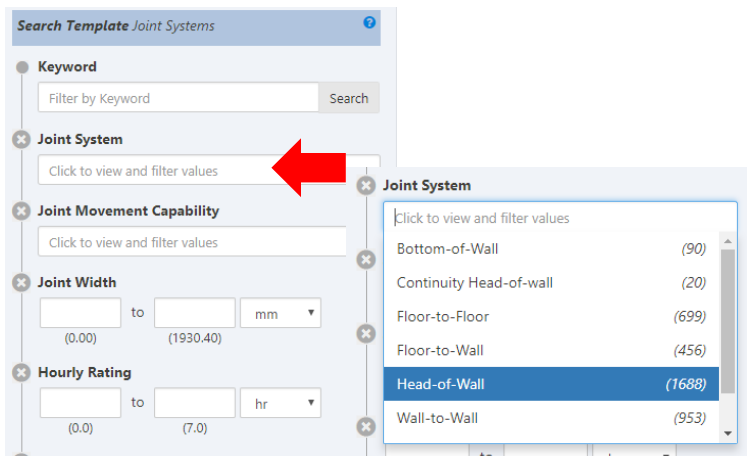 Search Template Joint Systems
Keyword
Filter by Keyword Search
Joint System
Click to view and filter values
Joint Movement Capability
Click to view and filter values
Joint Width
to mm
(0.00) (1930.40)
Hourly Rating
to hr
(0.0) (7.0)
Joint System
Click to view and filter values
Bottom-of-Wall (90)
Continuity Head-of-wall (20)
Floor-to-Floor (699)
Floor-to-Wall (456)
Head-of-Wall (1688)
Wall-to-Wall (953)
to